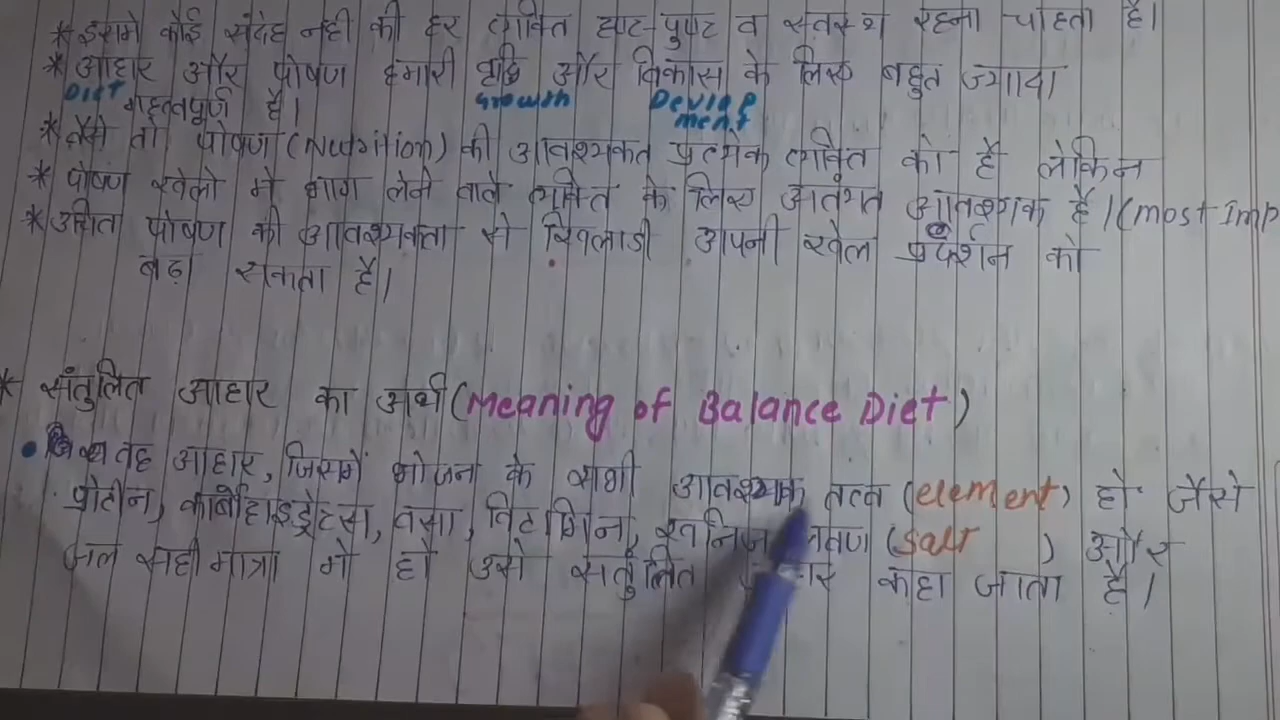 * इसमे कोई संदेह नही की हर व्यक्ति हष्ट-पुष्ट व स्वस्थ रहना चाहता है।
* आहार और पोषण हमारी वृद्धि और विकास के लिए बहुत ज्यादा
DIET Growth Development
महत्वपूर्ण है।
* वैसे तो पोषण (Nutrition) की आवश्यकत प्रत्येक व्यक्ति को है लेकिन
* पोषण खेलो मे भाग लेने वाले व्यक्ति के लिए अत्यंत आवश्यक है। (most Imp
* उचित पोषण की आवश्यकता से खिलाडी अपनी खेल प्रदर्शन को
बढ़ा सकता है।
* संतुलित आहार का अर्थ (Meaning of Balance Diet)
• वह आहार, जिसमें भोजन के सभी आवश्यक तत्व (element) हो जैसे
प्रोटीन, कार्बोहाइड्रेटस, वसा, विटामिन, खनिज लवण (Salt ) और
जल सही मात्रा मे हो उसे संतुलित कहा जाता है।